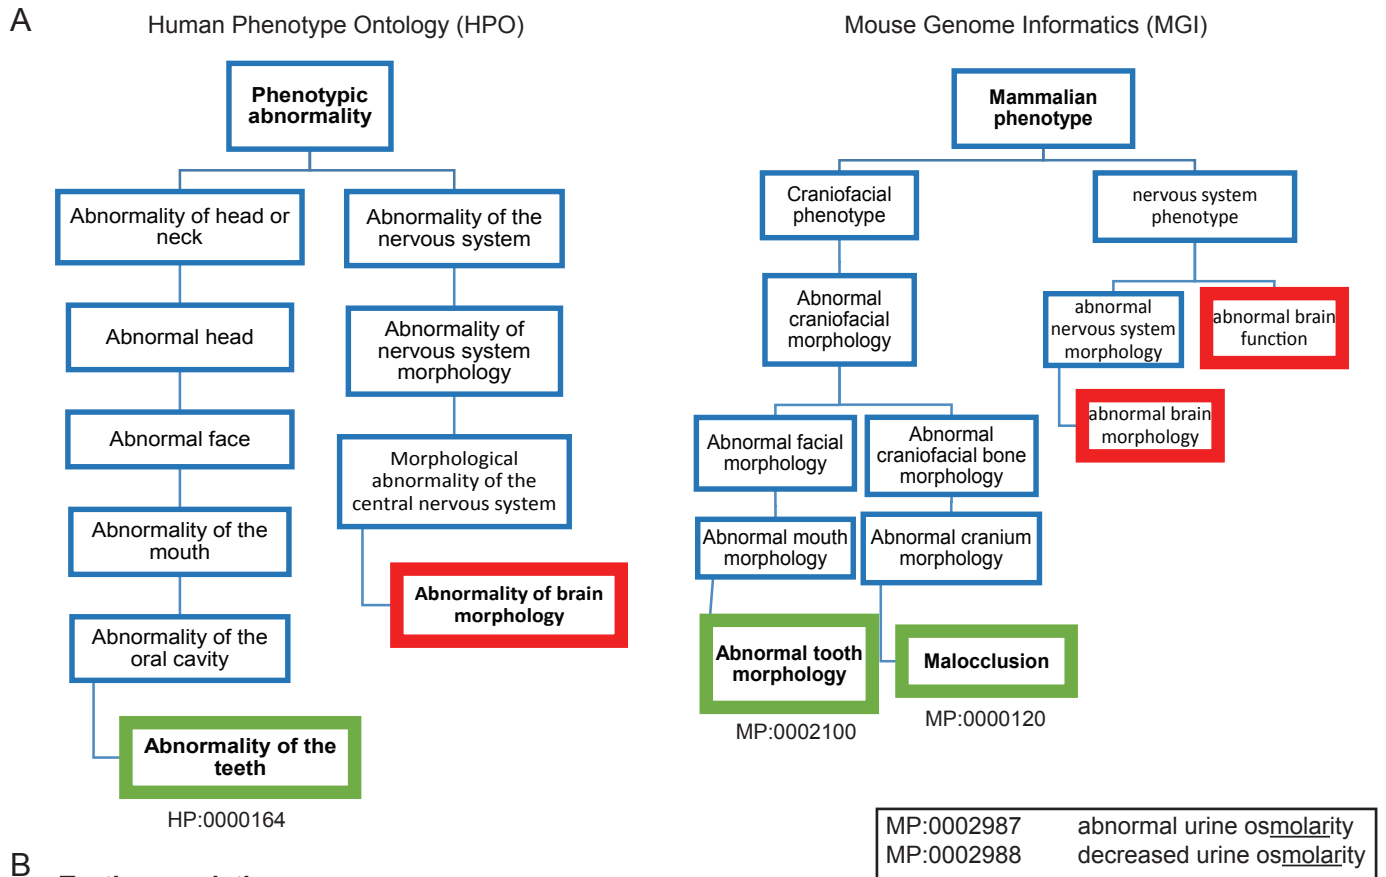 A
Human Phenotype Ontology (HPO)
Phenotypic
abnormality
Abnormality of head or
neck
Abnormal head
Abnormal face
Abnormality of the
mouth
Abnormality of the
oral cavity
Abnormality of the
teeth
HP:0000164
Abnormality of the
nervous system
Abnormality of
nervous system
morphology
Morphological
abnormality of the
central nervous system
Abnormality of brain
morphology
Mouse Genome Informatics (MGI)
Mammalian
phenotype
Craniofacial
phenotype
Abnormal
craniofacial
morphology
Abnormal facial
morphology
Abnormal mouth
morphology
Abnormal tooth
morphology
MP:0002100
Abnormal
craniofacial bone
morphology
Abnormal cranium
morphology
Malocclusion
MP:0000120
nervous system
phenotype
abnormal
nervous system
morphology
abnormal brain
morphology
abnormal brain
function
MP:0002987 abnormal urine osmolarity
MP:0002988 decreased urine osmolarity
B